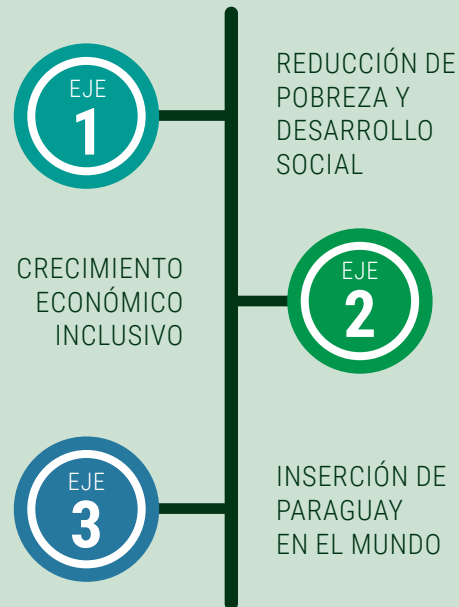 EJE
1
REDUCCIÓN DE
POBREZA Y
DESARROLLO
SOCIAL
CRECIMIENTO
ECONÓMICO
INCLUSIVO
EJE
2
EJE
3
INSERCIÓN DE
PARAGUAY
EN EL MUNDO